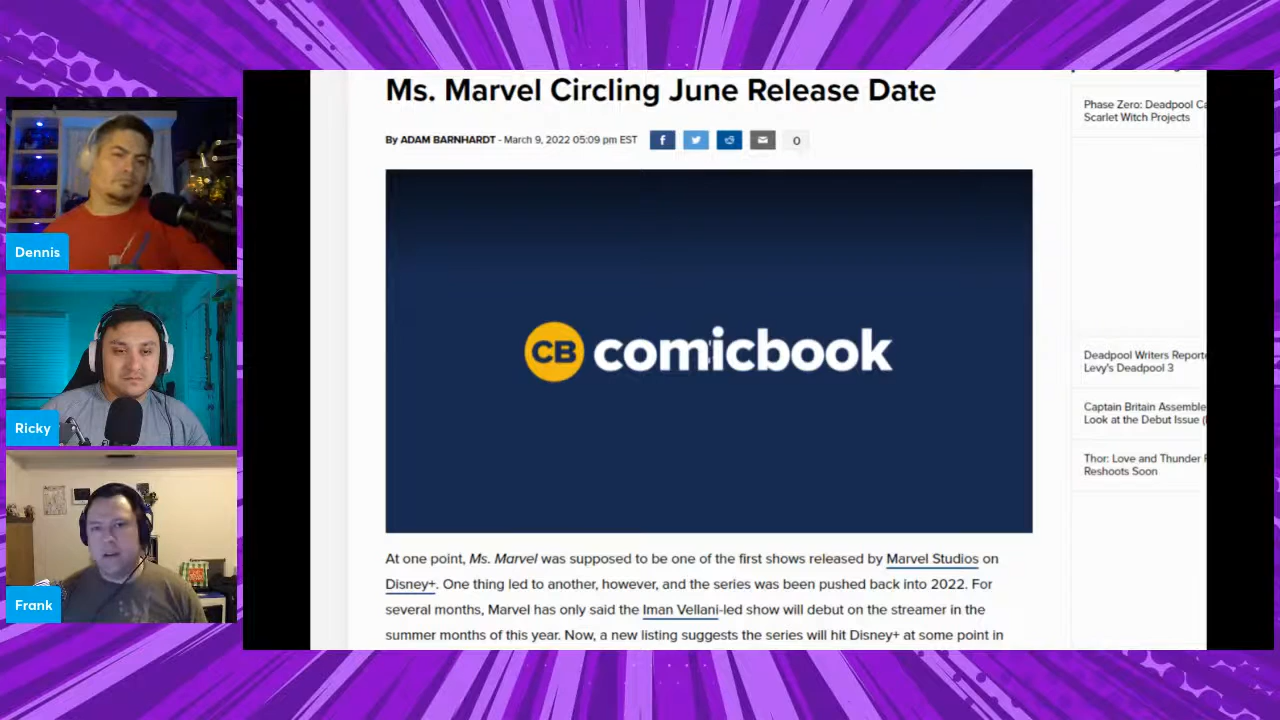 Ms. Marvel Circling June Release Date
By ADAM BARNHARDT - March 9, 2022 05:09 pm EST
0
CB comicbook
At one point, Ms. Marvel was supposed to be one of the first shows released by Marvel Studios on
Disney+. One thing led to another, however, and the series was been pushed back into 2022. For
several months, Marvel has only said the Iman Vellani-led show will debut on the streamer in the
summer months of this year. Now, a new listing suggests the series will hit Disney+ at some point in
Phase Zero: Deadpool Ca
Scarlet Witch Projects
Deadpool Writers Reporte
Levy's Deadpool 3
Captain Britain Assemble
Look at the Debut Issue (
Thor: Love and Thunder
Reshoots Soon
Dennis
Ricky
Frank